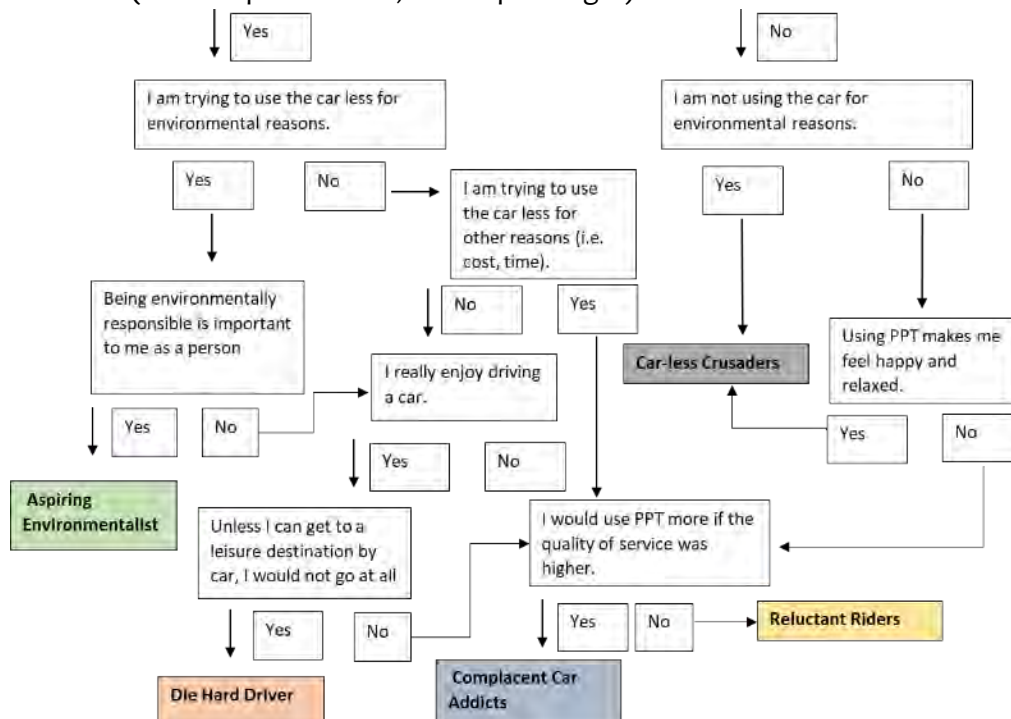 Yes
No
I am trying to use the car less for
environmental reasons.
I am not using the car for
environmental reasons.
Yes
No
I am trying to use
the car less for
other reasons (i.e.
cost, time).
Yes
No
Being environmentally
responsible is important
to me as a person
No
Yes
Using PPT makes me
feel happy and
relaxed.
Car-less Crusaders
I really enjoy driving
a car.
Yes
No
Yes
No
Yes
No
Aspiring
Environmentalist
Unless I can get to a
leisure destination by
car, I would not go at all
I would use PPT more if the
quality of service was
higher.
Yes
No
Yes
No
Reluctant Riders
Die Hard Driver
Complacent Car
Addicts